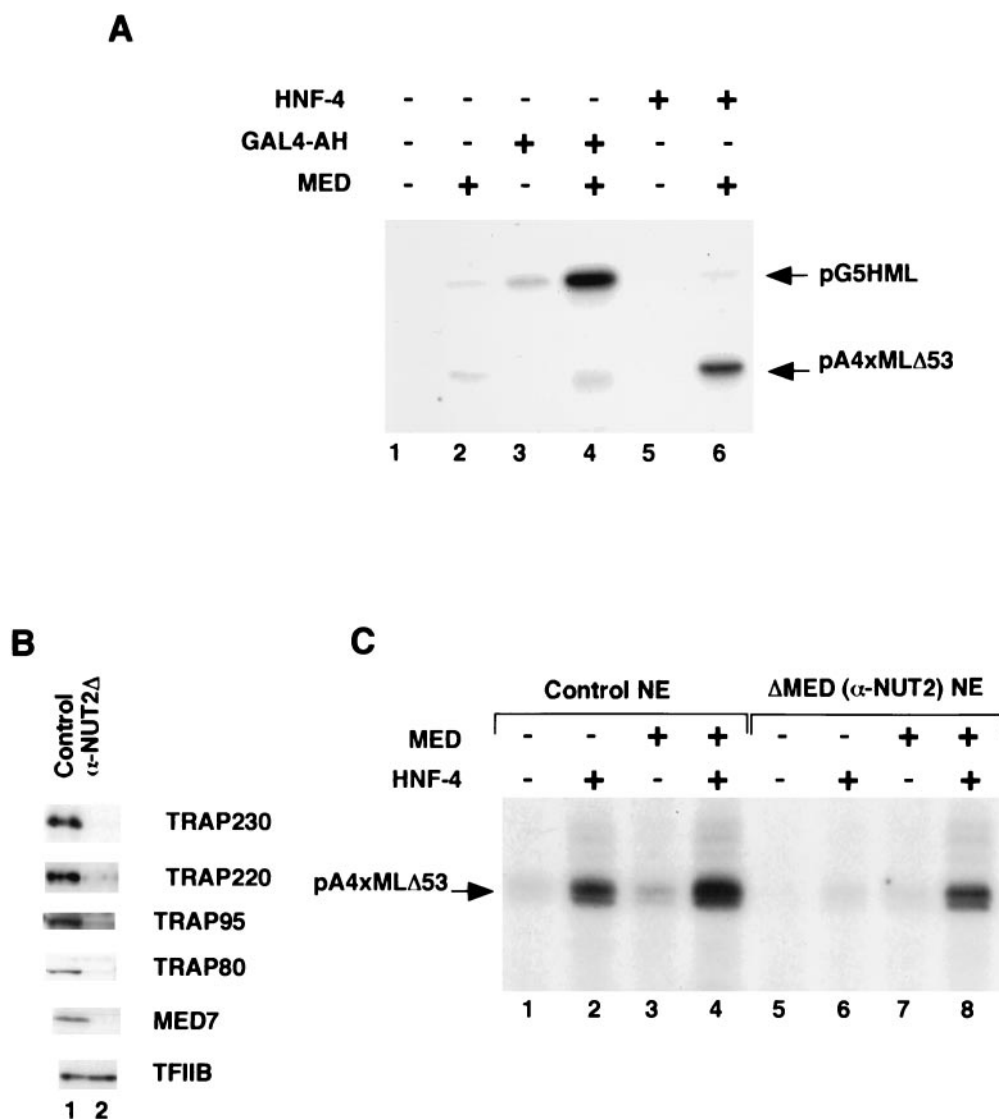 A
HNF-4 - - - - + +
GAL4-AH - - + + - -
MED - + - + - +
pG5HML
pA4xMLΔ53
1 2 3 4 5 6
B
Control
α-NUT2Δ
TRAP230
TRAP220
TRAP95
TRAP80
MED7
TFIIB
1 2
C
Control NE ΔMED (α-NUT2) NE
MED - - + + - - + +
HNF-4 - + - + - + - +
pA4xMLΔ53
1 2 3 4 5 6 7 8